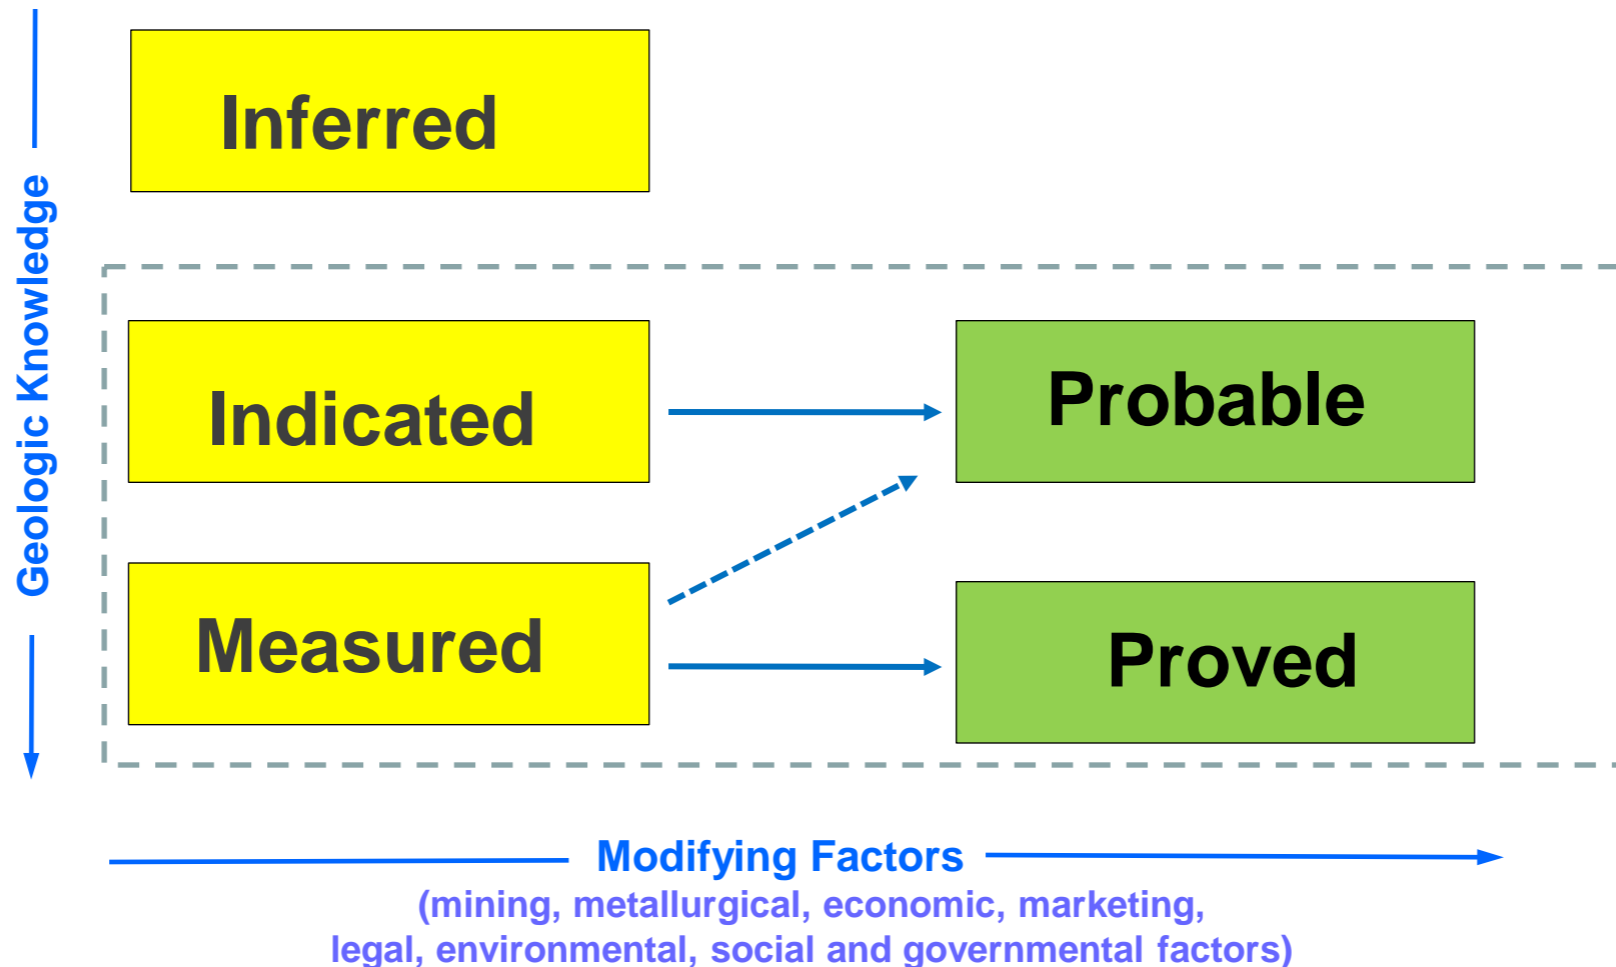 Inferred
Geologic Knowledge
Indicated
Probable
Measured
Proved
Modifying Factors
(mining, metallurgical, economic, marketing,
legal, environmental, social and governmental factors)